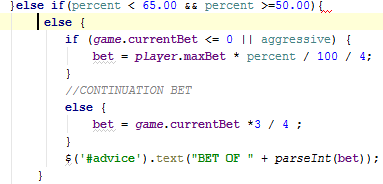 }else if(percent < 65.00 && percent >=50.00){
else {
if (game.currentBet <= 0 || aggressive) {
bet = player.maxBet * percent / 100 / 4;
}
//CONTINUATION BET
else {
bet = game.currentBet *3 / 4 ;
}
$('#advice').text("BET OF " + parseInt(bet));
}